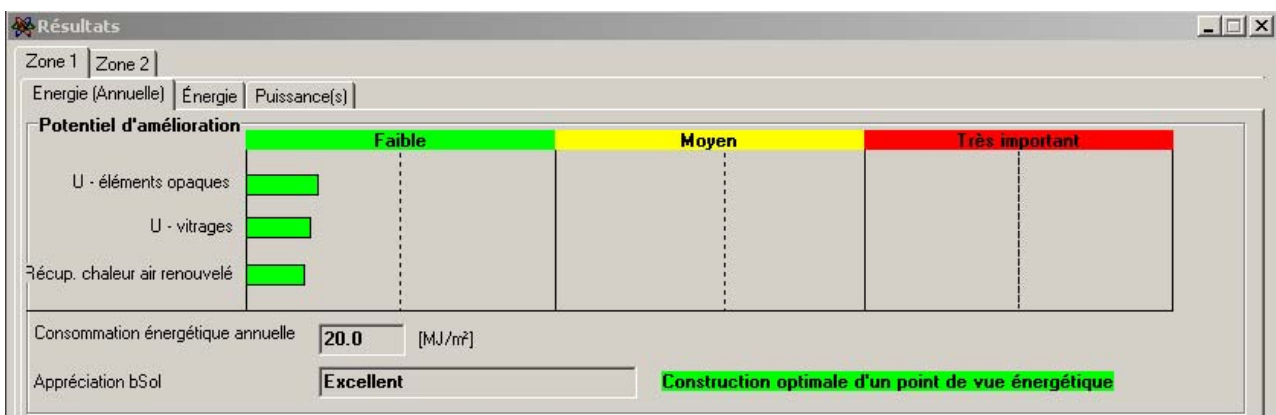 Résultats
Zone 1 Zone 2
Energie (Annuelle) Énergie Puissance(s)
Potentiel d'amélioration
Faible Moyen Très important
U - éléments opaques
U - vitrages
Récup. chaleur air renouvelé
Consommation énergétique annuelle 20.0 [MJ/m²]
Appréciation bSol Excellent Construction optimale d'un point de vue énergétique